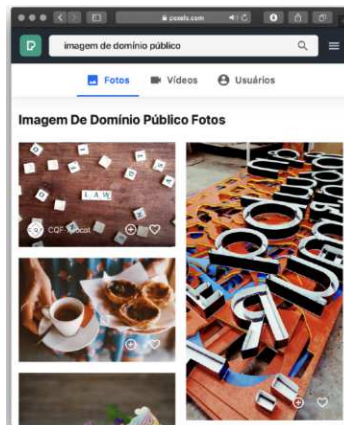 pexels.com
imagem de domínio público
Fotos
Vídeos
Usuários
Imagem De Domínio Público Fotos
LAW